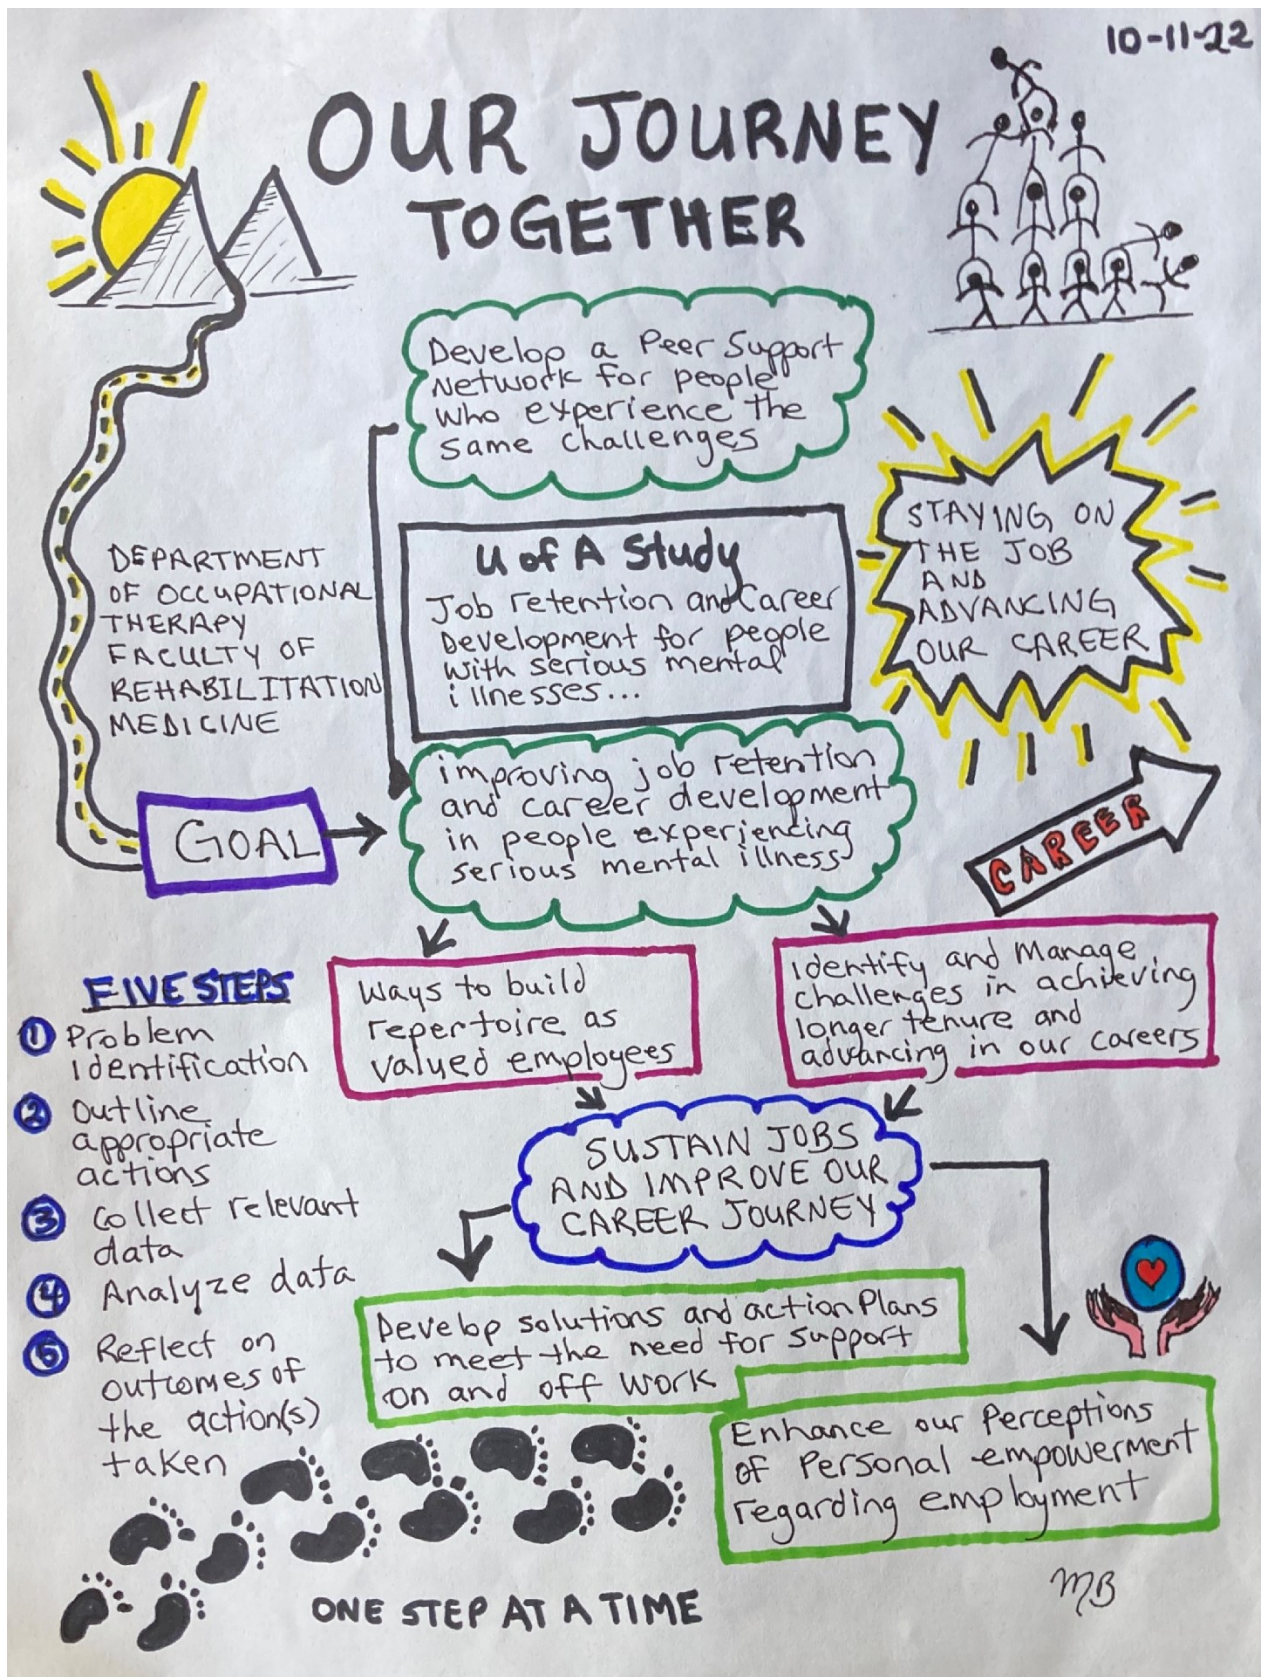 10-11-22
OUR JOURNEY
TOGETHER
Develop a Peer Support
Network for people
who experience the
same challenges
DEPARTMENT
OF OCCUPATIONAL
THERAPY
FACULTY OF
REHABILITATION
MEDICINE
U of A Study
Job retention and Career
Development for people
with serious mental
illnesses...
STAYING ON
THE JOB
AND
ADVANCING
OUR CAREER
GOAL
improving job retention
and career development
in people experiencing
serious mental illness
CAREER
Ways to build
repertoire as
valued employees
Identify and Manage
challenges in achieving
longer tenure and
advancing in our careers
FIVE STEPS
1 Problem
identification
2 Outline
appropriate
actions
3 Collect relevant
data
4 Analyze data
5 Reflect on
outcomes of
the action(s)
taken
SUSTAIN JOBS
AND IMPROVE OUR
CAREER JOURNEY
Develop solutions and action Plans
to meet the need for support
on and off work
Enhance our Perceptions
of Personal empowerment
regarding employment
ONE STEP AT A TIME
MB